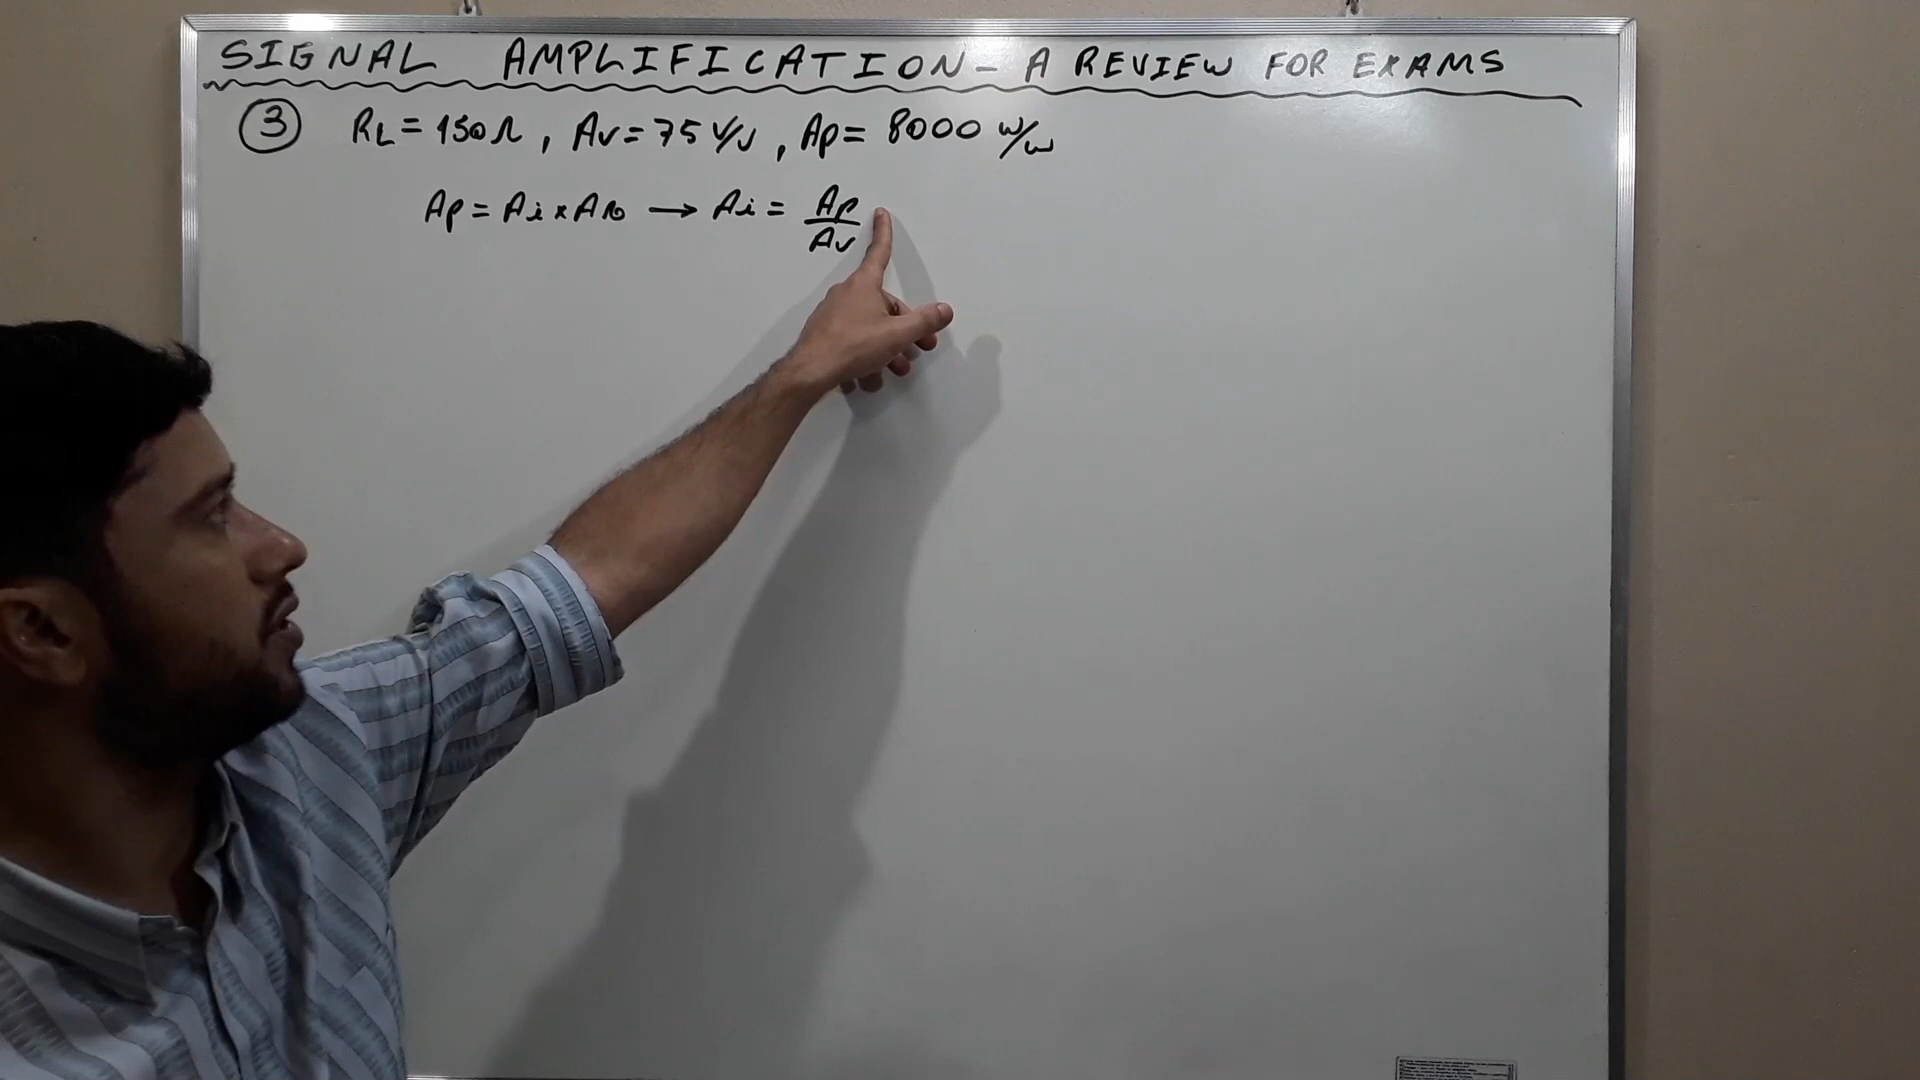 SIGNAL AMPLIFICATION - A REVIEW FOR EXAMS
3 RL = 150Ω, Av = 75 V/V, Ap = 8000 W/W
Ap = Ai × Av → Ai = Ap/Av